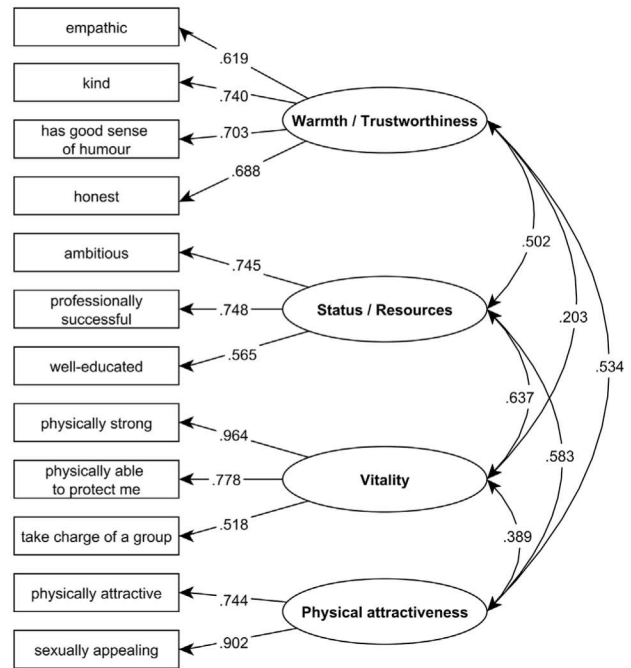 empathic
.619
kind
.740
Warmth / Trustworthiness
has good sense
of humour
.703
.688
honest
ambitious
.745
.502
professionally
successful
.748
Status / Resources
.203
well-educated
.565
.534
physically strong
.637
.964
.583
physically able
to protect me
.778
Vitality
take charge of a group
.518
.389
physically attractive
.744
Physical attractiveness
sexually appealing
.902